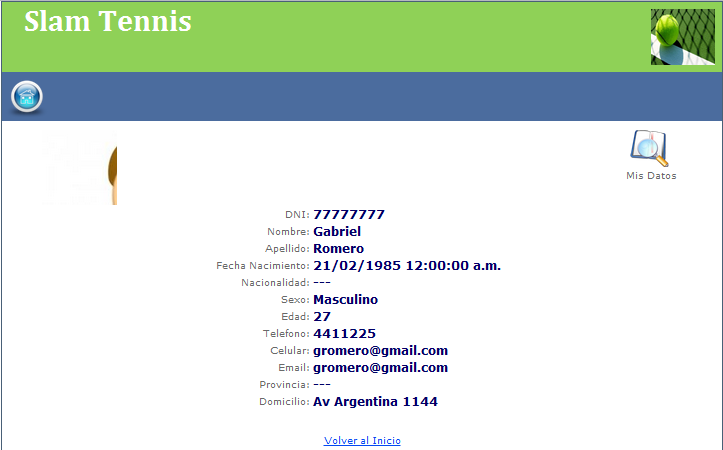 Slam Tennis
Mis Datos
DNI: 77777777
Nombre: Gabriel
Apellido: Romero
Fecha Nacimiento: 21/02/1985 12:00:00 a.m.
Nacionalidad: ---
Sexo: Masculino
Edad: 27
Telefono: 4411225
Celular: gromero@gmail.com
Email: gromero@gmail.com
Provincia: ---
Domicilio: Av Argentina 1144
Volver al Inicio